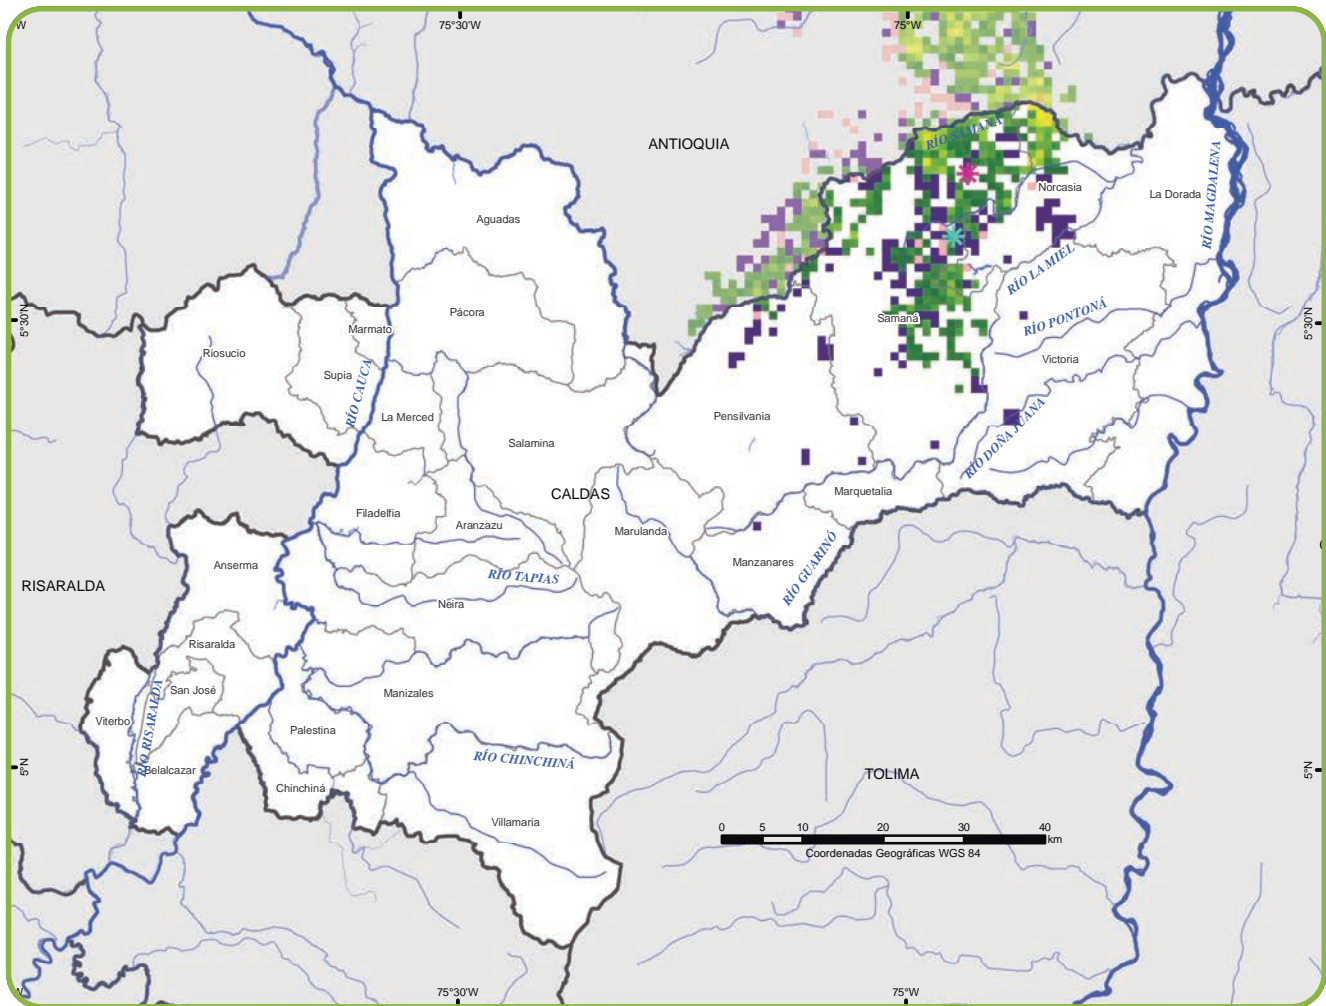 W
75°30'W
75°W
ANTIOQUIA
RÍO SAMANÁ
Norcasia
La Dorada
RÍO MAGDALENA
Aguadas
RÍO LA MIEL
Pácora
Marmato
Samaná
RÍO PONTONÁ
5°30'N
5°30'N
Riosucio
Supia
Victoria
RÍO CAUCA
La Merced
Pensilvania
RÍO DOÑA JUANA
Salamina
CALDAS
Marquetalia
Filadelfia
Aranzazu
Marulanda
Anserma
Manzanares
RÍO GUARINÓ
RISARALDA
RÍO TAPIAS
Neira
Risaralda
San José
Manizales
Viterbo
RÍO RISARALDA
Palestina
RÍO CHINCHINÁ
Belalcazar
5°N
5°N
TOLIMA
Chinchiná
Villamaria
0 5 10 20 30 40
km
Coordenadas Geográficas WGS 84
W
75°30'W
75°W